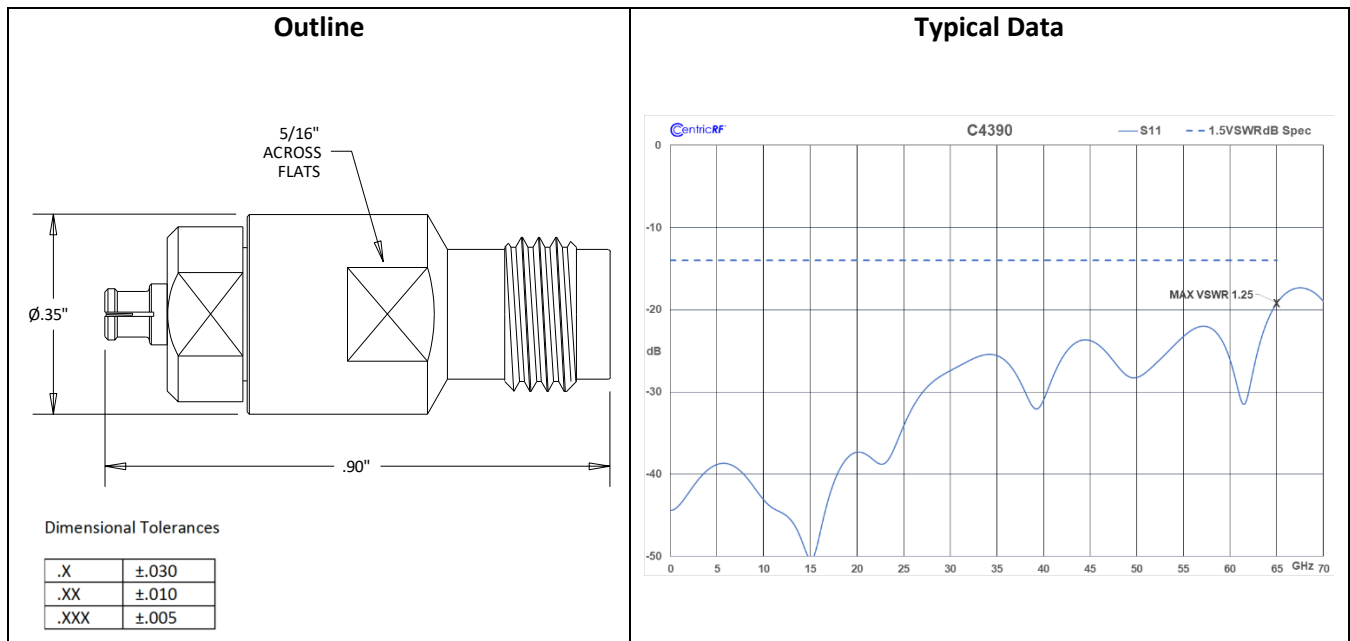 Outline
5/16"
ACROSS
FLATS
Ø.35"
.90"
Dimensional Tolerances
.X ±.030
.XX ±.010
.XXX ±.005
Typical Data
CentricRF™ C4390 S11 1.5VSWRdB Spec
0
-10
MAX VSWR 1.25
-20
dB
-30
-40
-50
0 5 10 15 20 25 30 35 40 45 50 55 60 65 GHz 70